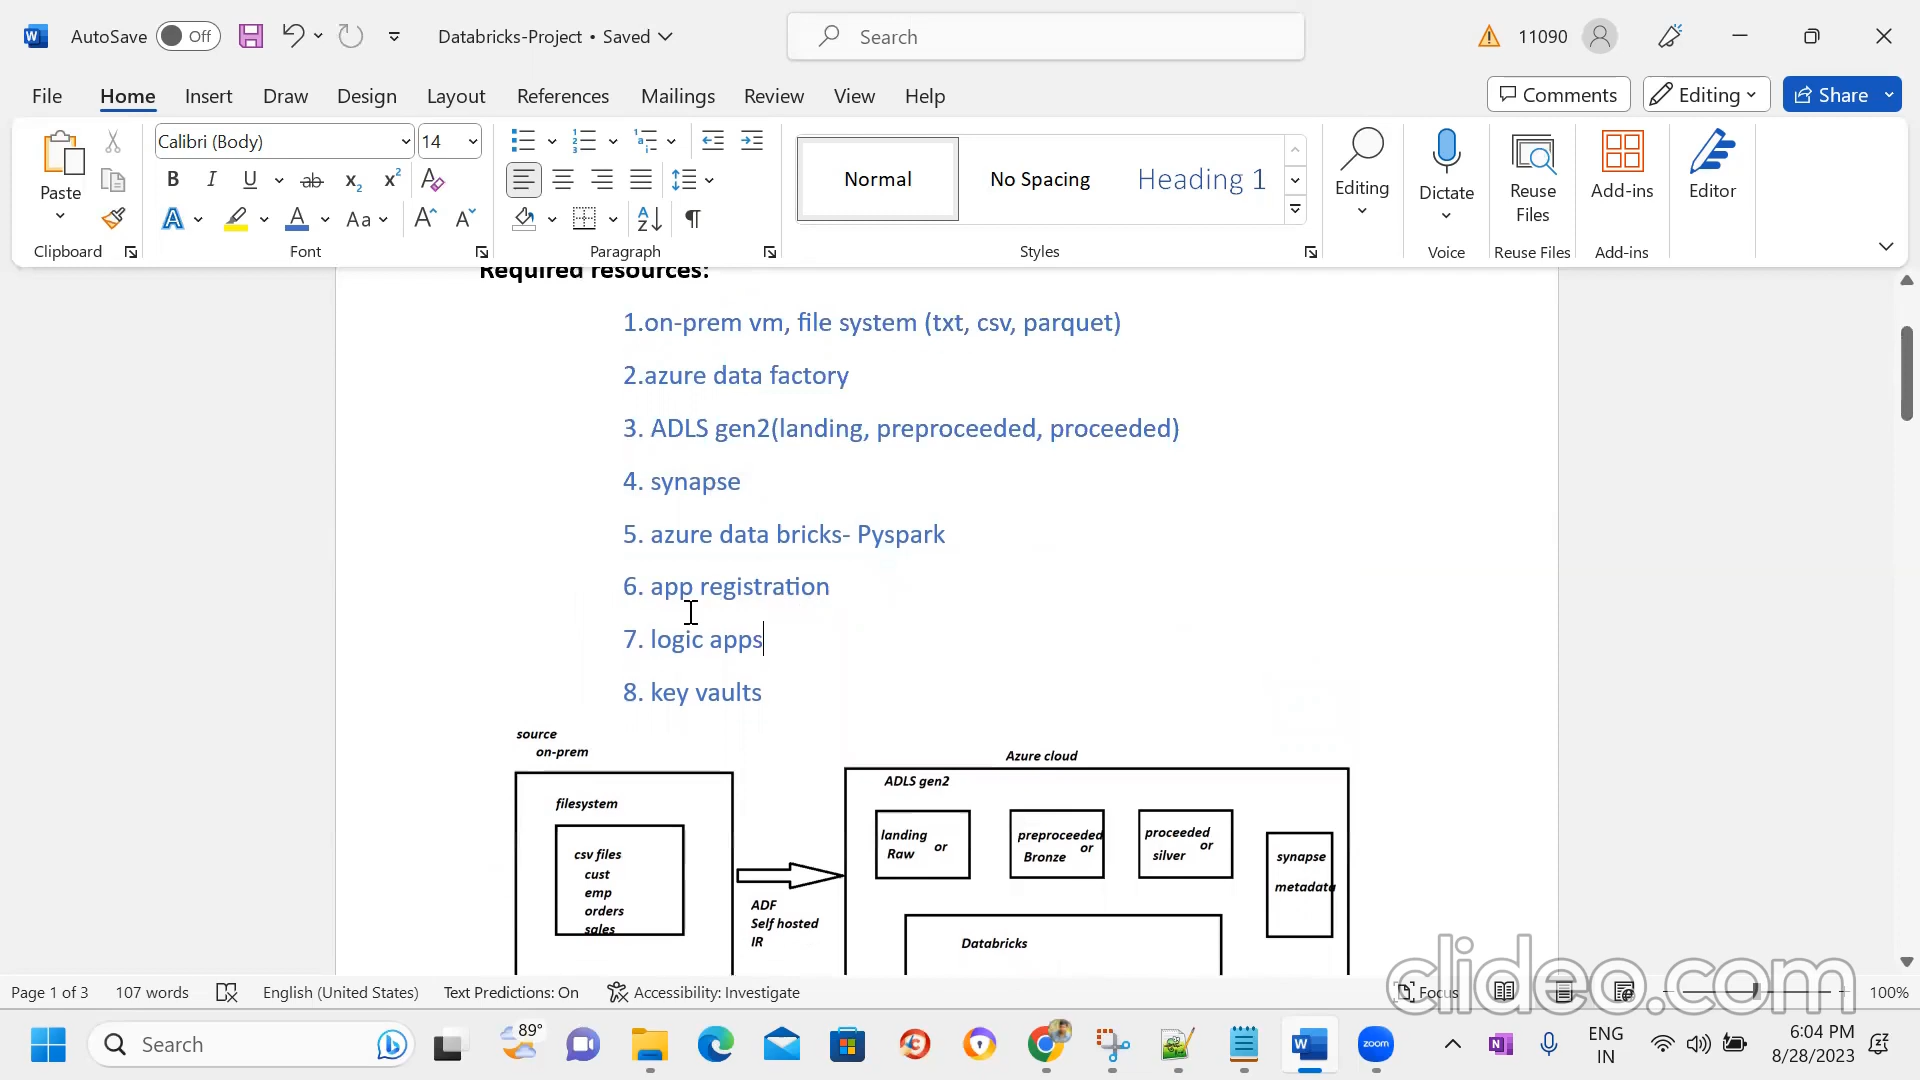 AutoSave Off Databricks-Project • Saved Search 11090
File Home Insert Draw Design Layout References Mailings Review View Help Comments Editing Share
Paste Calibri (Body) 14 Normal No Spacing Heading 1 Editing Dictate Reuse Files Add-ins Editor
Clipboard Font Paragraph Styles Voice Reuse Files Add-ins
Required resources:
1.on-prem vm, file system (txt, csv, parquet)
2.azure data factory
3. ADLS gen2(landing, preproceeded, proceeded)
4. synapse
5. azure data bricks- Pyspark
6. app registration
7. logic apps
8. key vaults
source
on-prem
Azure cloud
ADLS gen2
filesystem
csv files
cust
emp
orders
sales
ADF
Self hosted
IR
landing
Raw or
preproceeded
Bronze or
proceeded
silver or
synapse
metadata
Databricks
clideo.com
Page 1 of 3 107 words English (United States) Text Predictions: On Accessibility: Investigate Focus 100%
Search 89° zoom ENG
IN 6:04 PM
8/28/2023